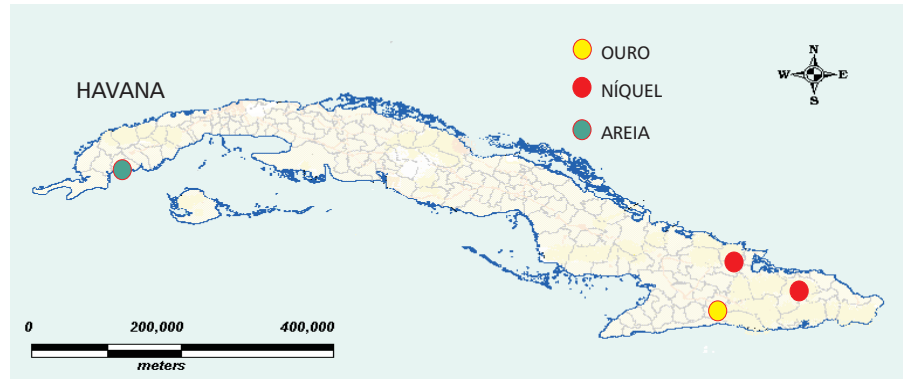 HAVANA
OURO
NÍQUEL
AREIA
N
W E
S
0 200,000 400,000
meters